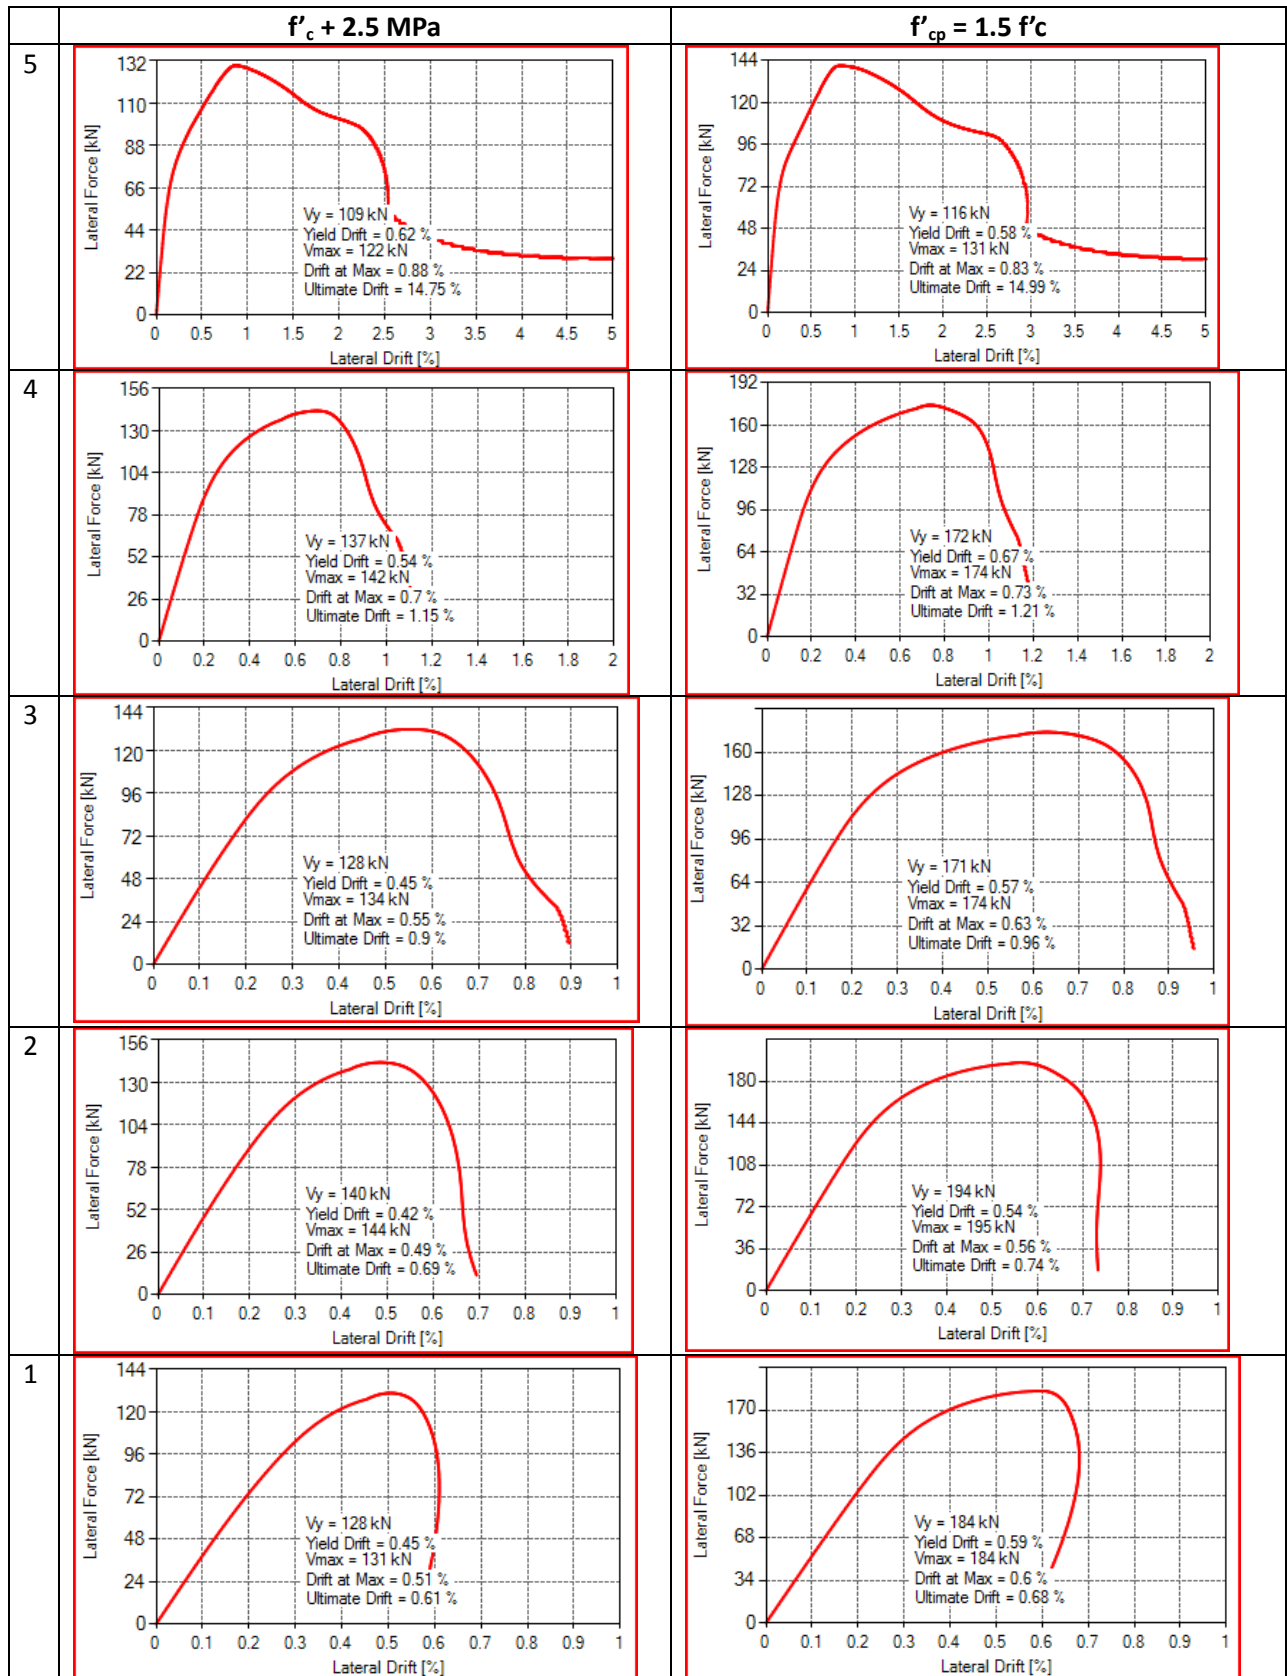 f'c + 2.5 MPa
f'cp = 1.5 f'c
5
132
110
88
66
44
22
0
Lateral Force [kN]
Vy = 109 kN
Yield Drift = 0.62 %
Vmax = 122 kN
Drift at Max = 0.88 %
Ultimate Drift = 14.75 %
0 0.5 1 1.5 2 2.5 3 3.5 4 4.5 5
Lateral Drift [%]
144
120
96
72
48
24
0
Lateral Force [kN]
Vy = 116 kN
Yield Drift = 0.58 %
Vmax = 131 kN
Drift at Max = 0.83 %
Ultimate Drift = 14.99 %
0 0.5 1 1.5 2 2.5 3 3.5 4 4.5 5
Lateral Drift [%]
4
156
130
104
78
52
26
0
Lateral Force [kN]
Vy = 137 kN
Yield Drift = 0.54 %
Vmax = 142 kN
Drift at Max = 0.7 %
Ultimate Drift = 1.15 %
0 0.2 0.4 0.6 0.8 1 1.2 1.4 1.6 1.8 2
Lateral Drift [%]
192
160
128
96
64
32
0
Lateral Force [kN]
Vy = 172 kN
Yield Drift = 0.67 %
Vmax = 174 kN
Drift at Max = 0.73 %
Ultimate Drift = 1.21 %
0 0.2 0.4 0.6 0.8 1 1.2 1.4 1.6 1.8 2
Lateral Drift [%]
3
144
120
96
72
48
24
0
Lateral Force [kN]
Vy = 128 kN
Yield Drift = 0.45 %
Vmax = 134 kN
Drift at Max = 0.55 %
Ultimate Drift = 0.9 %
0 0.1 0.2 0.3 0.4 0.5 0.6 0.7 0.8 0.9 1
Lateral Drift [%]
160
128
96
64
32
0
Lateral Force [kN]
Vy = 171 kN
Yield Drift = 0.57 %
Vmax = 174 kN
Drift at Max = 0.63 %
Ultimate Drift = 0.96 %
0 0.1 0.2 0.3 0.4 0.5 0.6 0.7 0.8 0.9 1
Lateral Drift [%]
2
156
130
104
78
52
26
0
Lateral Force [kN]
Vy = 140 kN
Yield Drift = 0.42 %
Vmax = 144 kN
Drift at Max = 0.49 %
Ultimate Drift = 0.69 %
0 0.1 0.2 0.3 0.4 0.5 0.6 0.7 0.8 0.9 1
Lateral Drift [%]
180
144
108
72
36
0
Lateral Force [kN]
Vy = 194 kN
Yield Drift = 0.54 %
Vmax = 195 kN
Drift at Max = 0.56 %
Ultimate Drift = 0.74 %
0 0.1 0.2 0.3 0.4 0.5 0.6 0.7 0.8 0.9 1
Lateral Drift [%]
1
144
120
96
72
48
24
0
Lateral Force [kN]
Vy = 128 kN
Yield Drift = 0.45 %
Vmax = 131 kN
Drift at Max = 0.51 %
Ultimate Drift = 0.61 %
0 0.1 0.2 0.3 0.4 0.5 0.6 0.7 0.8 0.9 1
Lateral Drift [%]
170
136
102
68
34
0
Lateral Force [kN]
Vy = 184 kN
Yield Drift = 0.59 %
Vmax = 184 kN
Drift at Max = 0.6 %
Ultimate Drift = 0.68 %
0 0.1 0.2 0.3 0.4 0.5 0.6 0.7 0.8 0.9 1
Lateral Drift [%]